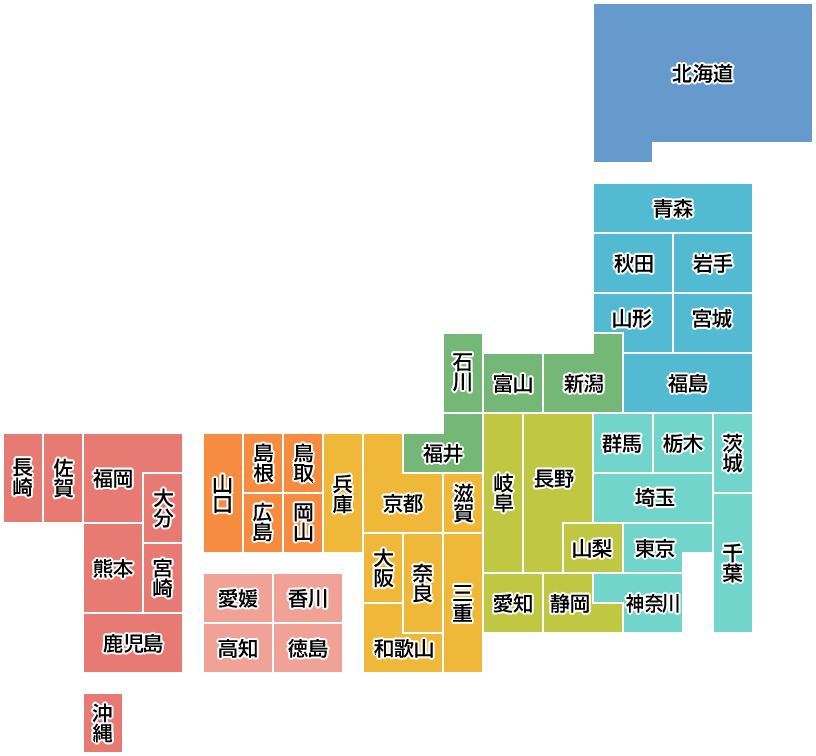 北海道
青森
秋田
岩手
山形
宮城
福島
石川
富山
新潟
福井
岐阜
長野
群馬
栃木
茨城
埼玉
山梨
東京
千葉
愛知
静岡
神奈川
長崎
佐賀
福岡
大分
熊本
宮崎
鹿児島
沖縄
山口
島根
鳥取
広島
岡山
兵庫
京都
滋賀
大阪
奈良
三重
和歌山
愛媛
香川
高知
徳島